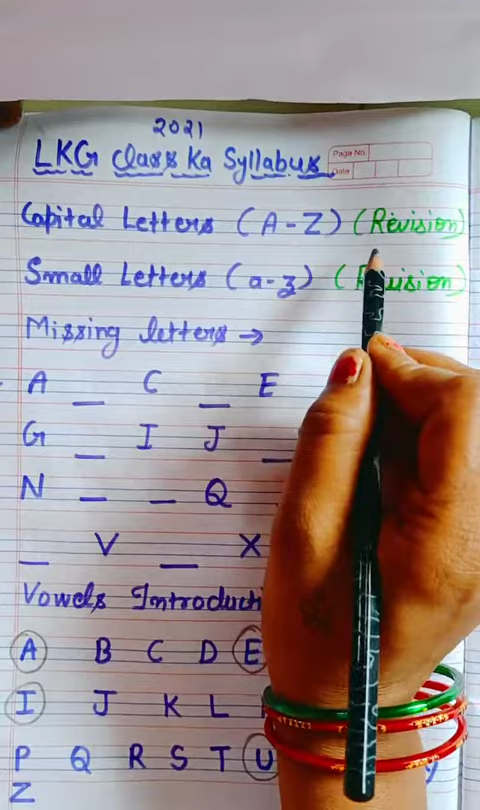 2021
LKG Class Ka Syllabus
Page No.
Date
Capital Letters (A-Z) (Revision)
Small Letters (a-z) (
Missing letters →
A _ C _ E
G _ I J _
N _ _ Q
_ V _ X
Vowels
A B C D E
I J K L
P Q R S T U
Z